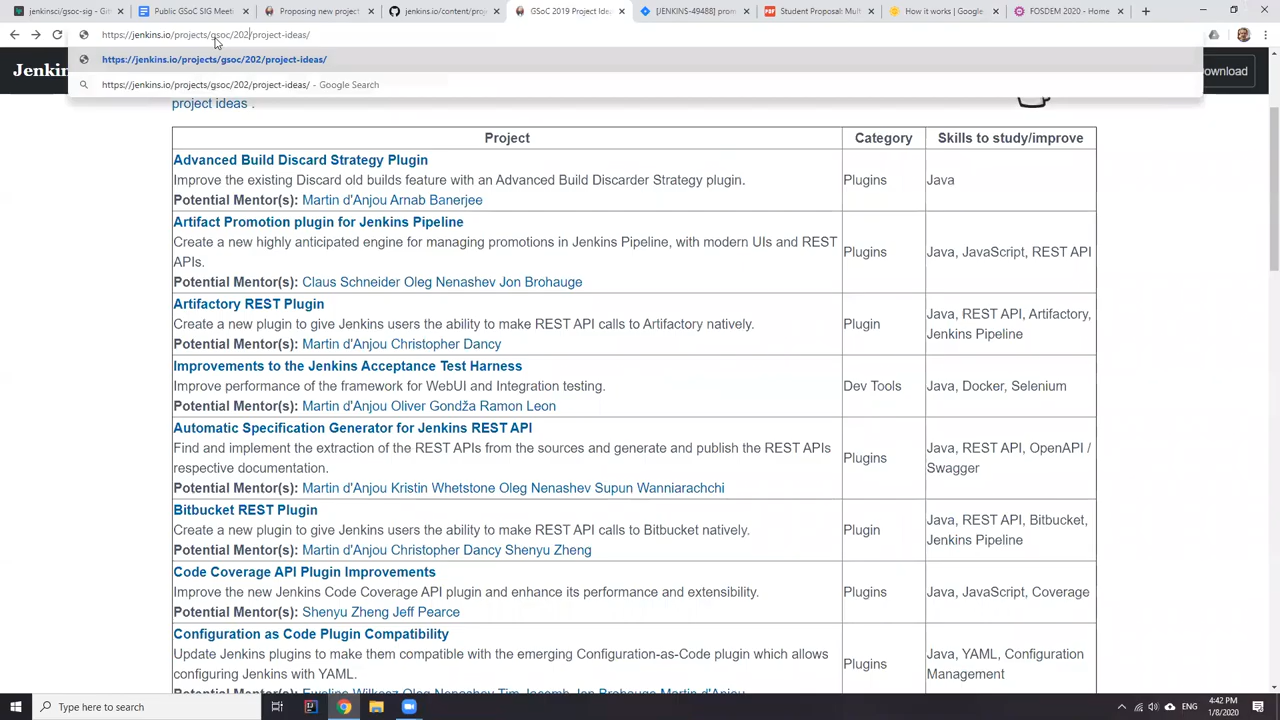 jenkinsci/gsoc-sig - Git
Public GSoC SIG Meeti
Proposing new project
jenkins.io/content/proj
GSoC 2019 Project Idea
[JENKINS-49488] proje
Student Proposal: Mult
How it works | Google
FOSDEM 2020 - Home
https://jenkins.io/projects/gsoc/202/project-ideas/
https://jenkins.io/projects/gsoc/202/project-ideas/
https://jenkins.io/projects/gsoc/202/project-ideas/ - Google Search
Jenkin
ownload
project ideas .
Project Category Skills to study/improve
Advanced Build Discard Strategy Plugin
Improve the existing Discard old builds feature with an Advanced Build Discarder Strategy plugin.
Potential Mentor(s): Martin d'Anjou Arnab Banerjee
Plugins
Java
Artifact Promotion plugin for Jenkins Pipeline
Create a new highly anticipated engine for managing promotions in Jenkins Pipeline, with modern UIs and REST
APIs.
Potential Mentor(s): Claus Schneider Oleg Nenashev Jon Brohauge
Plugins
Java, JavaScript, REST API
Artifactory REST Plugin
Create a new plugin to give Jenkins users the ability to make REST API calls to Artifactory natively.
Potential Mentor(s): Martin d'Anjou Christopher Dancy
Plugin
Java, REST API, Artifactory,
Jenkins Pipeline
Improvements to the Jenkins Acceptance Test Harness
Improve performance of the framework for WebUI and Integration testing.
Potential Mentor(s): Martin d'Anjou Oliver Gondža Ramon Leon
Dev Tools
Java, Docker, Selenium
Automatic Specification Generator for Jenkins REST API
Find and implement the extraction of the REST APIs from the sources and generate and publish the REST APIs
respective documentation.
Potential Mentor(s): Martin d'Anjou Kristin Whetstone Oleg Nenashev Supun Wanniarachchi
Plugins
Java, REST API, OpenAPI /
Swagger
Bitbucket REST Plugin
Create a new plugin to give Jenkins users the ability to make REST API calls to Bitbucket natively.
Potential Mentor(s): Martin d'Anjou Christopher Dancy Shenyu Zheng
Plugin
Java, REST API, Bitbucket,
Jenkins Pipeline
Code Coverage API Plugin Improvements
Improve the new Jenkins Code Coverage API plugin and enhance its performance and extensibility.
Potential Mentor(s): Shenyu Zheng Jeff Pearce
Plugins
Java, JavaScript, Coverage
Configuration as Code Plugin Compatibility
Update Jenkins plugins to make them compatible with the emerging Configuration-as-Code plugin which allows
configuring Jenkins with YAML.
Potential Mentor(s): Ewelina Wilkosz Oleg Nenashev Tim Jacomb Jon Brohauge Martin d'Anjou
Plugins
Java, YAML, Configuration
Management
Type here to search
ENG
4:42 PM
1/8/2020